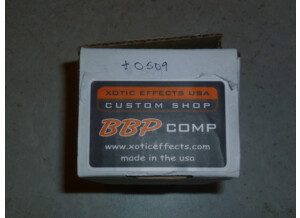 ±0509
XOTIC EFFECTS USA
CUSTOM SHOP
BBP COMP
www.xoticeffects.com
made in the usa